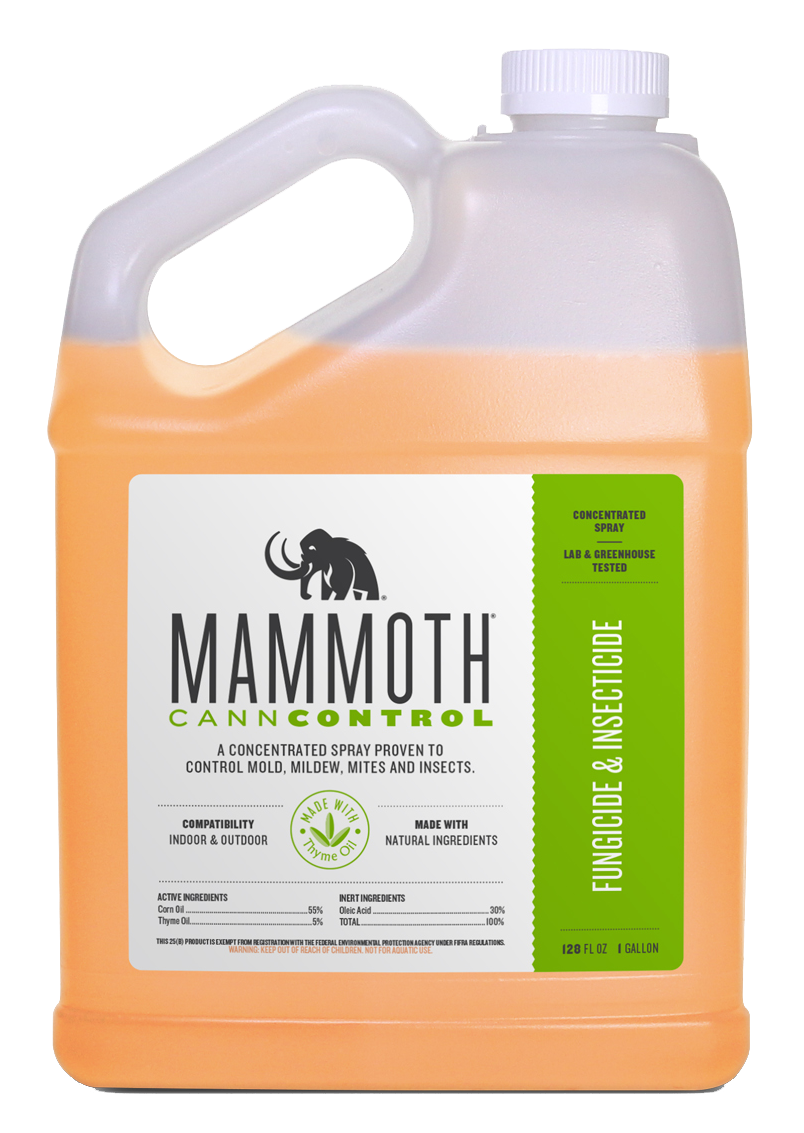 MAMMOTH®
CANNCONTROL
A CONCENTRATED SPRAY PROVEN TO
CONTROL MOLD, MILDEW, MITES AND INSECTS.
COMPATIBILITY
INDOOR & OUTDOOR
MADE WITH
Thyme Oil
MADE WITH
NATURAL INGREDIENTS
ACTIVE INGREDIENTS
Corn Oil 55%
Thyme Oil 5%
INERT INGREDIENTS
Oleic Acid 30%
TOTAL 100%
THIS 25(B) PRODUCT IS EXEMPT FROM REGISTRATION WITH THE FEDERAL ENVIRONMENTAL PROTECTION AGENCY UNDER FIFRA REGULATIONS.
WARNING: KEEP OUT OF REACH OF CHILDREN. NOT FOR AQUATIC USE.
CONCENTRATED
SPRAY
LAB & GREENHOUSE
TESTED
FUNGICIDE & INSECTICIDE
128 FL OZ 1 GALLON